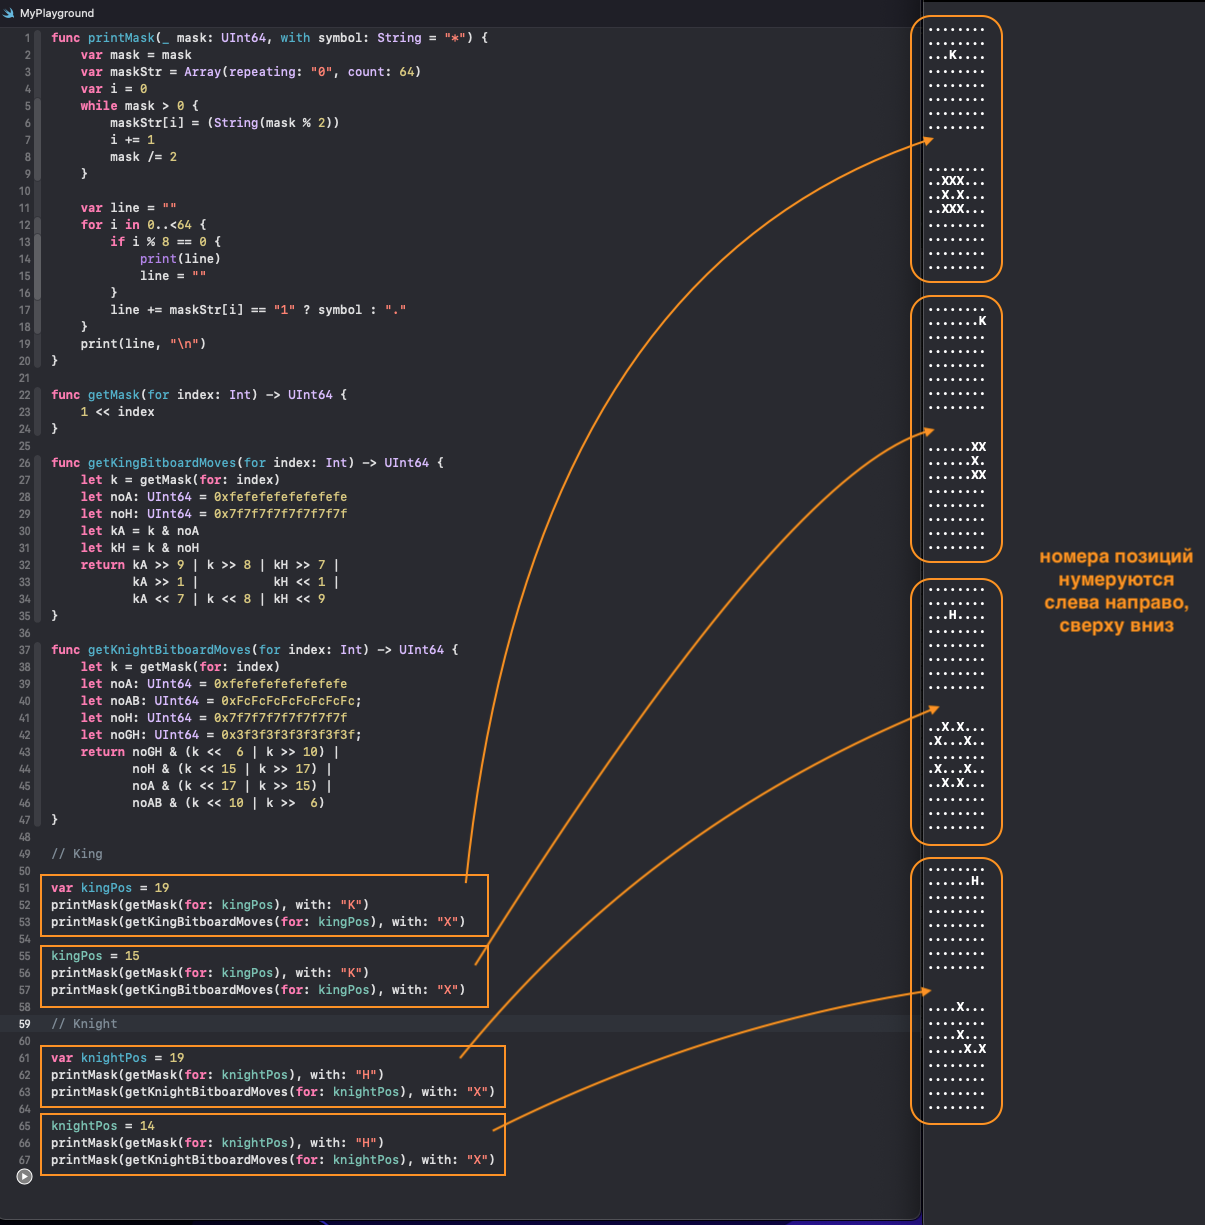 MyPlayground
1 func printMask(_ mask: UInt64, with symbol: String = "*") {
2 var mask = mask
3 var maskStr = Array(repeating: "0", count: 64)
4 var i = 0
5 while mask > 0 {
6 maskStr[i] = (String(mask % 2))
7 i += 1
8 mask /= 2
9 }
10
11 var line = ""
12 for i in 0..<64 {
13 if i % 8 == 0 {
14 print(line)
15 line = ""
16 }
17 line += maskStr[i] == "1" ? symbol : "."
18 }
19 print(line, "\n")
20 }
21
22 func getMask(for index: Int) -> UInt64 {
23 1 << index
24 }
25
26 func getKingBitboardMoves(for index: Int) -> UInt64 {
27 let k = getMask(for: index)
28 let noA: UInt64 = 0xfefefefefefefefe
29 let noH: UInt64 = 0x7f7f7f7f7f7f7f7f
30 let kA = k & noA
31 let kH = k & noH
32 return kA >> 9 | k >> 8 | kH >> 7 |
33 kA >> 1 | kH << 1 |
34 kA << 7 | k << 8 | kH << 9
35 }
36
37 func getKnightBitboardMoves(for index: Int) -> UInt64 {
38 let k = getMask(for: index)
39 let noA: UInt64 = 0xfefefefefefefefe
40 let noAB: UInt64 = 0xFcFcFcFcFcFcFcFc;
41 let noH: UInt64 = 0x7f7f7f7f7f7f7f7f
42 let noGH: UInt64 = 0x3f3f3f3f3f3f3f3f;
43 return noGH & (k << 6 | k >> 10) |
44 noH & (k << 15 | k >> 17) |
45 noA & (k << 17 | k >> 15) |
46 noAB & (k << 10 | k >> 6)
47 }
48
49 // King
50
51 var kingPos = 19
52 printMask(getMask(for: kingPos), with: "K")
53 printMask(getKingBitboardMoves(for: kingPos), with: "X")
54
55 kingPos = 15
56 printMask(getMask(for: kingPos), with: "K")
57 printMask(getKingBitboardMoves(for: kingPos), with: "X")
58
59 // Knight
60
61 var knightPos = 19
62 printMask(getMask(for: knightPos), with: "H")
63 printMask(getKnightBitboardMoves(for: knightPos), with: "X")
64
65 knightPos = 14
66 printMask(getMask(for: knightPos), with: "H")
67 printMask(getKnightBitboardMoves(for: knightPos), with: "X")
........
........
...K....
........
........
........
........
........
........
..XXX...
..X.X...
..XXX...
........
........
........
........
........
.......K
........
........
........
........
........
........
......XX
......X.
......XX
........
........
........
........
........
........
........
...H....
........
........
........
........
........
..X.X...
.X...X..
........
.X...X..
..X.X...
........
........
........
........
......H.
........
........
........
........
........
........
....X...
........
....X...
.....X.X
........
........
........
........
номера позиций
нумеруются
слева направо,
сверху вниз